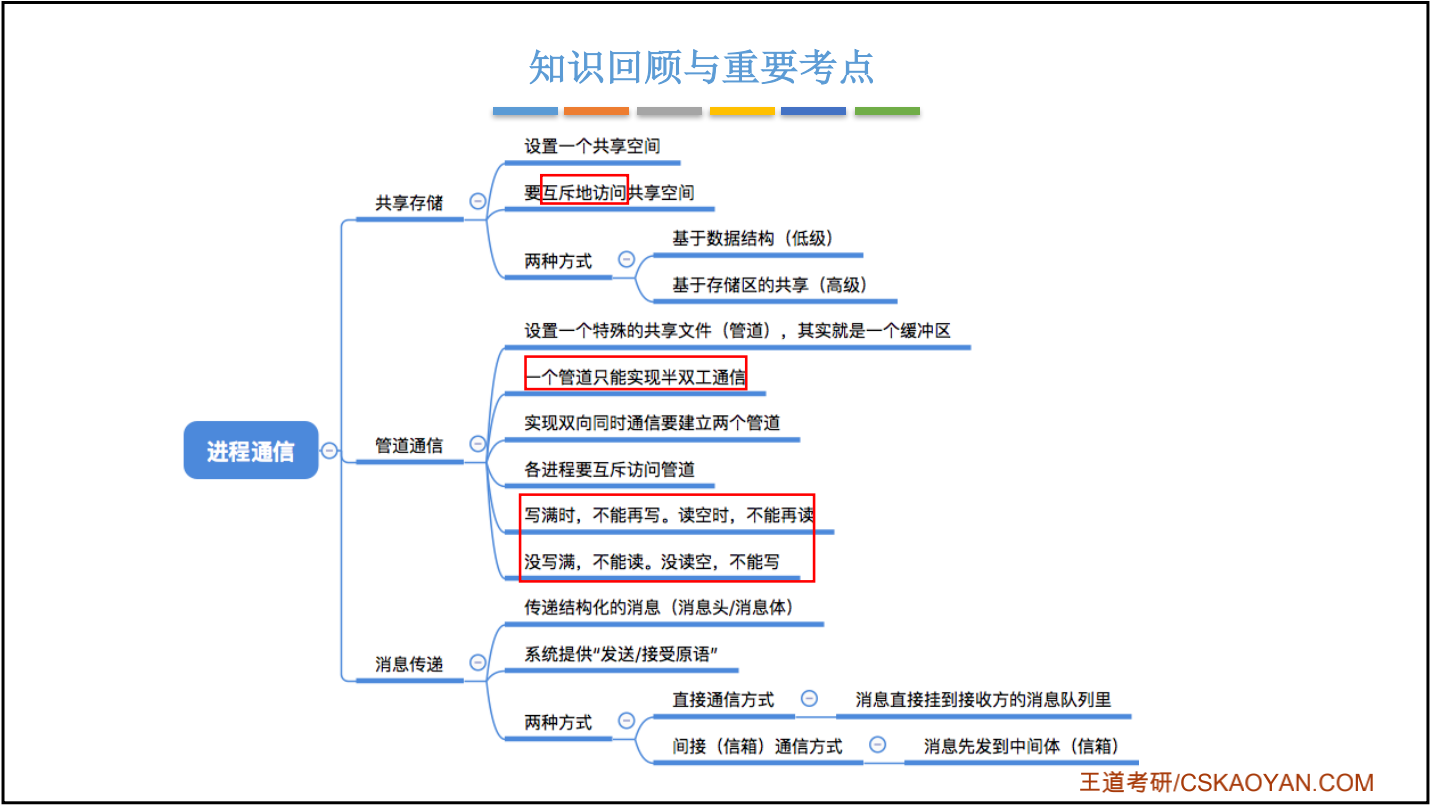 知识回顾与重要考点
设置一个共享空间
要互斥地访问共享空间
共享存储
基于数据结构（低级）
两种方式
基于存储区的共享（高级）
设置一个特殊的共享文件（管道），其实就是一个缓冲区
一个管道只能实现半双工通信
实现双向同时通信要建立两个管道
管道通信
进程通信
各进程要互斥访问管道
写满时，不能再写。读空时，不能再读
没写满，不能读。没读空，不能写
传递结构化的消息（消息头/消息体）
系统提供“发送/接受原语”
消息传递
直接通信方式
消息直接挂到接收方的消息队列里
两种方式
间接（信箱）通信方式
消息先发到中间体（信箱）
王道考研/CSKAOYAN.COM